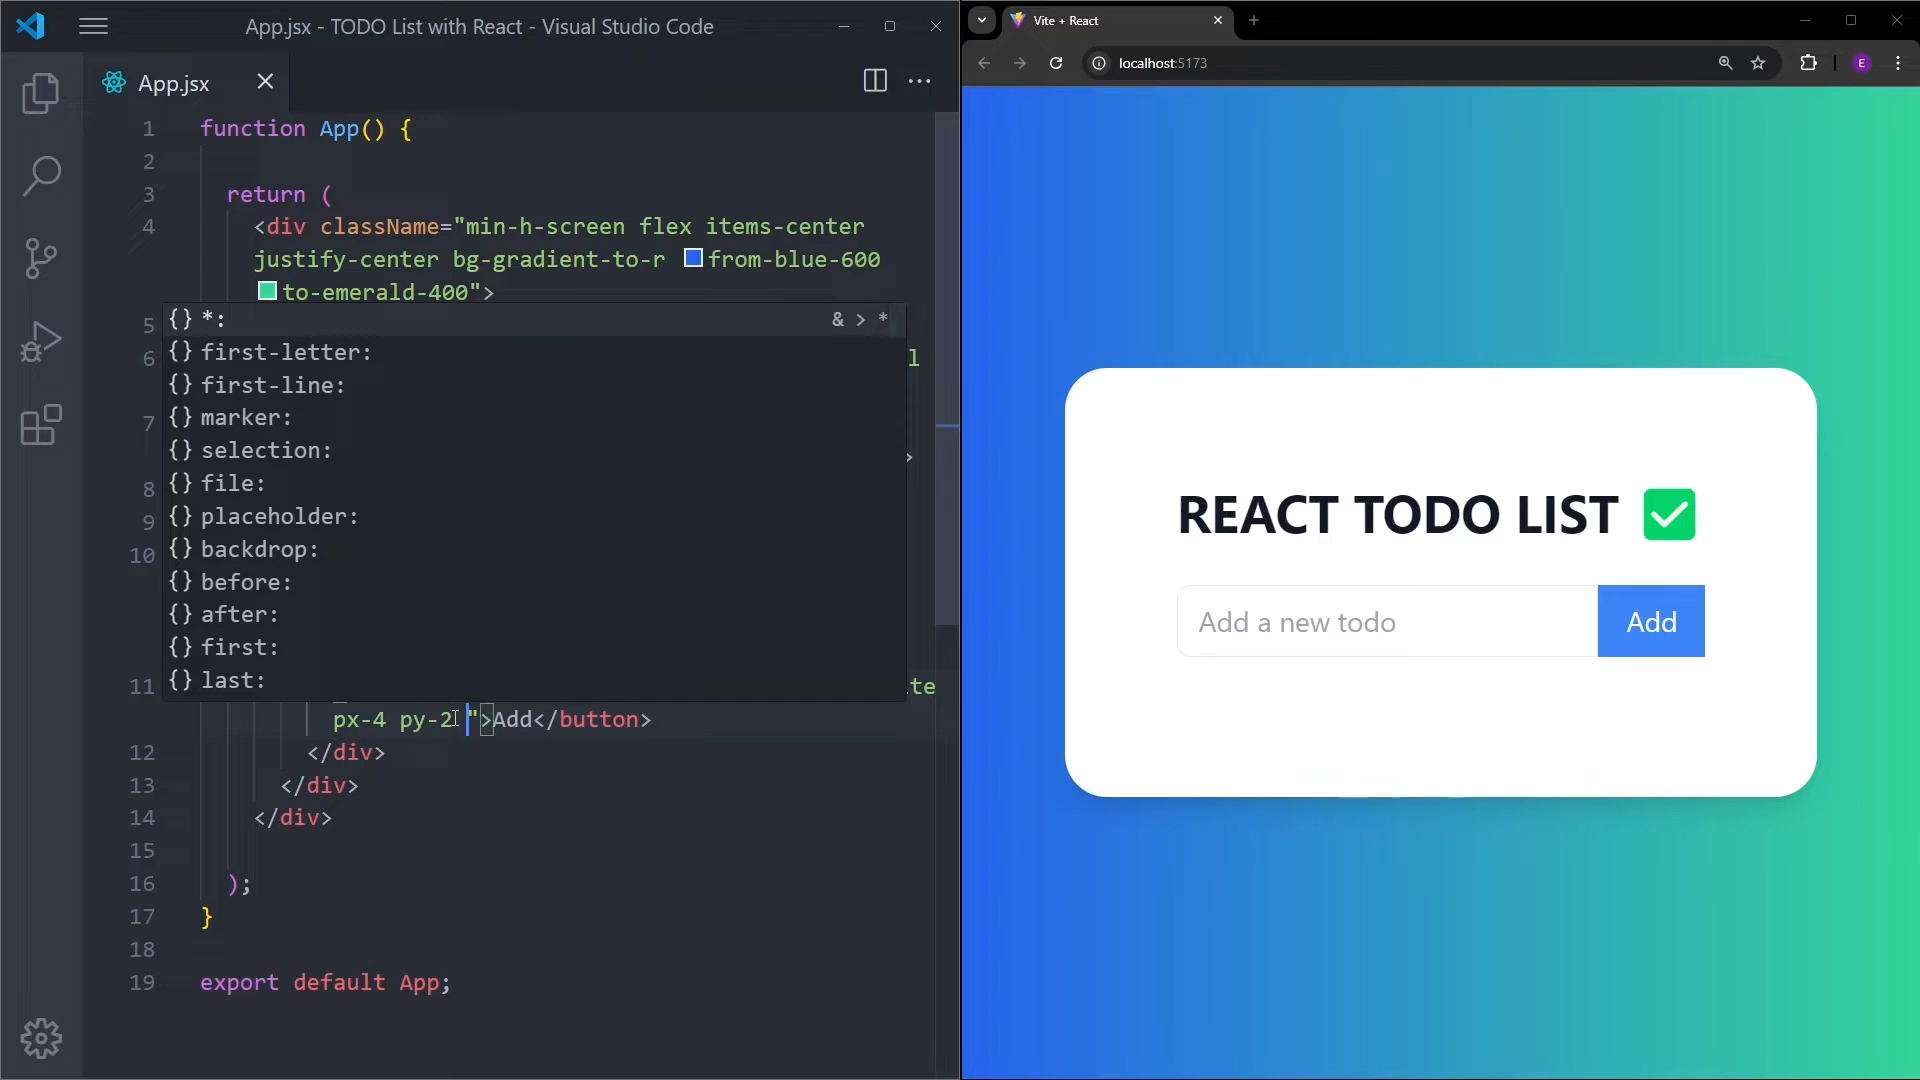 App.jsx - TODO List with React - Visual Studio Code
App.jsx
1 function App() {
2
3 return (
4 <div className="min-h-screen flex items-center
justify-center bg-gradient-to-r from-blue-600
to-emerald-400">
5
6 l
7
>
8
9
10
{} *: & > *
{} first-letter:
{} first-line:
{} marker:
{} selection:
{} file:
{} placeholder:
{} backdrop:
{} before:
{} after:
{} first:
{} last:
11 te
px-4 py-2 ">Add</button>
12 </div>
13 </div>
14 </div>
15
16 );
17 }
18
19 export default App;
Vite + React
localhost:5173
E
REACT TODO LIST ✅
Add a new todo
Add